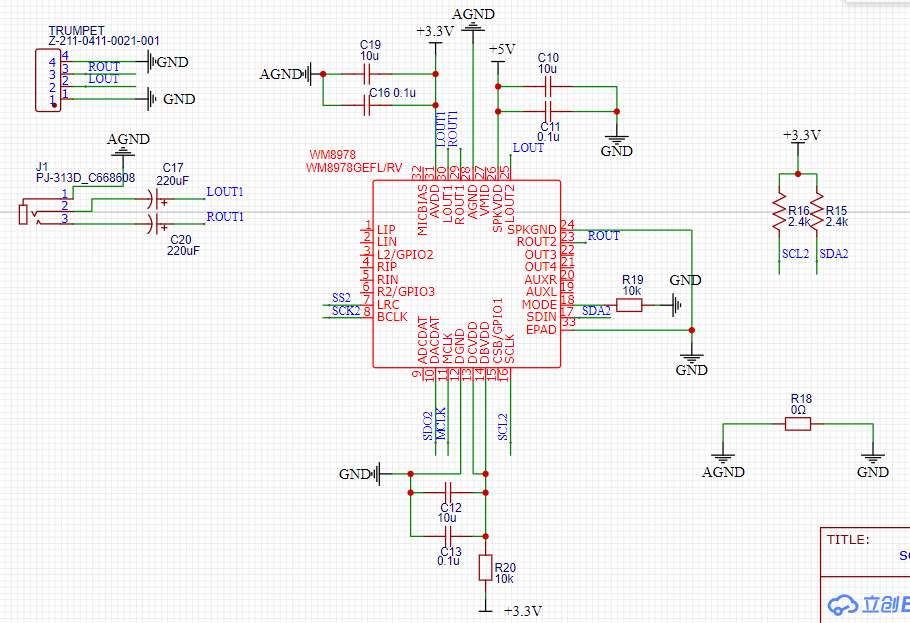 AGND
TRUMPET
Z-211-0411-0021-001
+3.3V
C19
10u
+5V
C10
10u
4 4 GND
3 3 ROUT
2 2 LOUT
1 1 GND
AGND
C16 0.1u
C11
0.1u
GND
LOUT1
ROUT1
LOUT
AGND
+3.3V
WM8978
WM8978GEFL/RV
J1
PJ-313D_C668608
C17
220uF
LOUT1
1
2
3
ROUT1
C20
220uF
32 31 30 29 28 27 26 25
MICBIAS
AVDD
LOUT1
ROUT1
AGND
VMID
SPKVDD
LOUT2
R16
2.4k
R15
2.4k
SCL2
SDA2
1 LIP
2 LIN
3 L2/GPIO2
4 RIP
5 RIN
6 R2/GPIO3
SS2 7 LRC
SCK2 8 BCLK
SPKGND 24
ROUT2 23 ROUT
OUT3 22
OUT4 21
AUXR 20
AUXL 19
MODE 18
SDIN 17 SDA2
EPAD 33
R19
10k
GND
GND
ADCDAT
DACDAT
MCLK
DGND
DCVDD
DBVDD
CSB/GPIO1
SCLK
9 10 11 12 13 14 15 16
SDO2
MCLK
SCL2
R18
0Ω
AGND
GND
GND
C12
10u
C13
0.1u
R20
10k
+3.3V
TITLE:
S
立创E